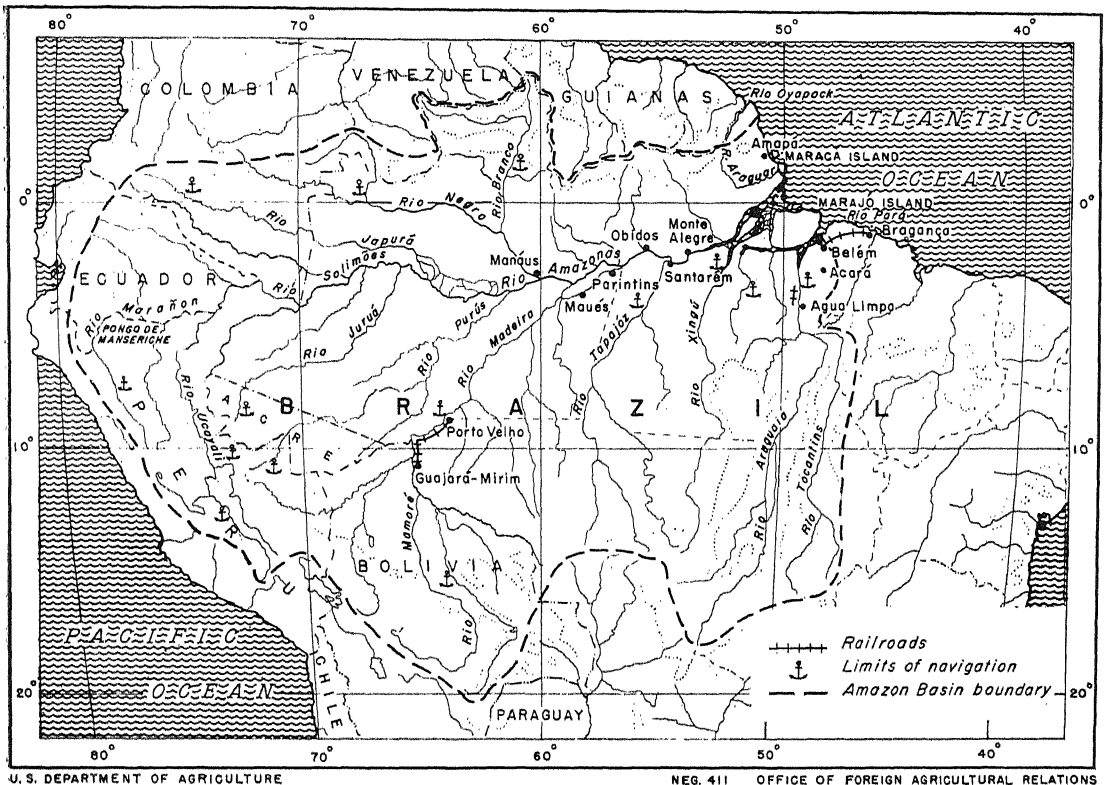 80° 70° 60° 50° 40°
COLOMBIA
VENEZUELA
GUIANAS
Rio Oyapock
ATLANTIC
OCEAN
Amapá
MARACA ISLAND
R. Araguarí
MARAJÓ ISLAND
Rio Pará
Bragança
Belém
Acará
Agua Limpa
0°
0°
Rio Branco
Rio Negro
Rio Japurá
Rio Solimões
Manáus
Rio Amazonas
Obidos
Monte
Alegre
Santarém
Parintins
Maués
ECUADOR
Rio Marañon
PONGO DE
MANSERICHE
Rio Juruá
Rio Purús
Rio Madeira
Rio Tapajóz
Rio Xingú
Rio Araguaia
Rio Tocantins
Rio Ucayali
ACRE
BRAZIL
PERU
Porto Velho
Guajará-Mirim
10°
10°
Rio Mamoré
BOLIVIA
PACIFIC
OCEAN
CHILE
PARAGUAY
20°
20°
Railroads
Limits of navigation
Amazon Basin boundary
80° 70° 60° 50° 40°
U.S. DEPARTMENT OF AGRICULTURE
NEG. 411 OFFICE OF FOREIGN AGRICULTURAL RELATIONS